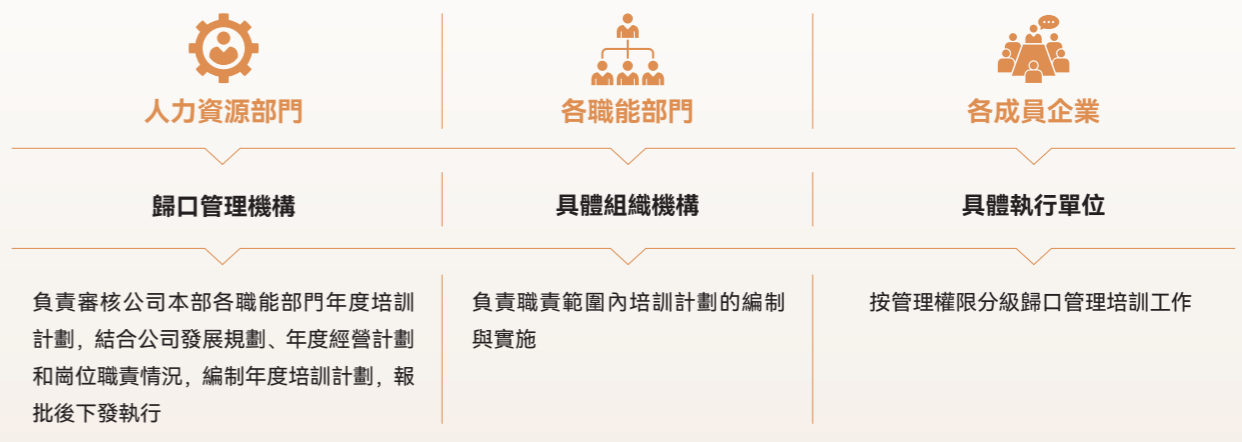 人力資源部門
各職能部門
各成員企業
歸口管理機構
具體組織機構
具體執行單位
負責審核公司本部各職能部門年度培訓
計劃，結合公司發展規劃、年度經營計劃
和崗位職責情況，編制年度培訓計劃，報
批後下發執行
負責職責範圍內培訓計劃的編制
與實施
按管理權限分級歸口管理培訓工作